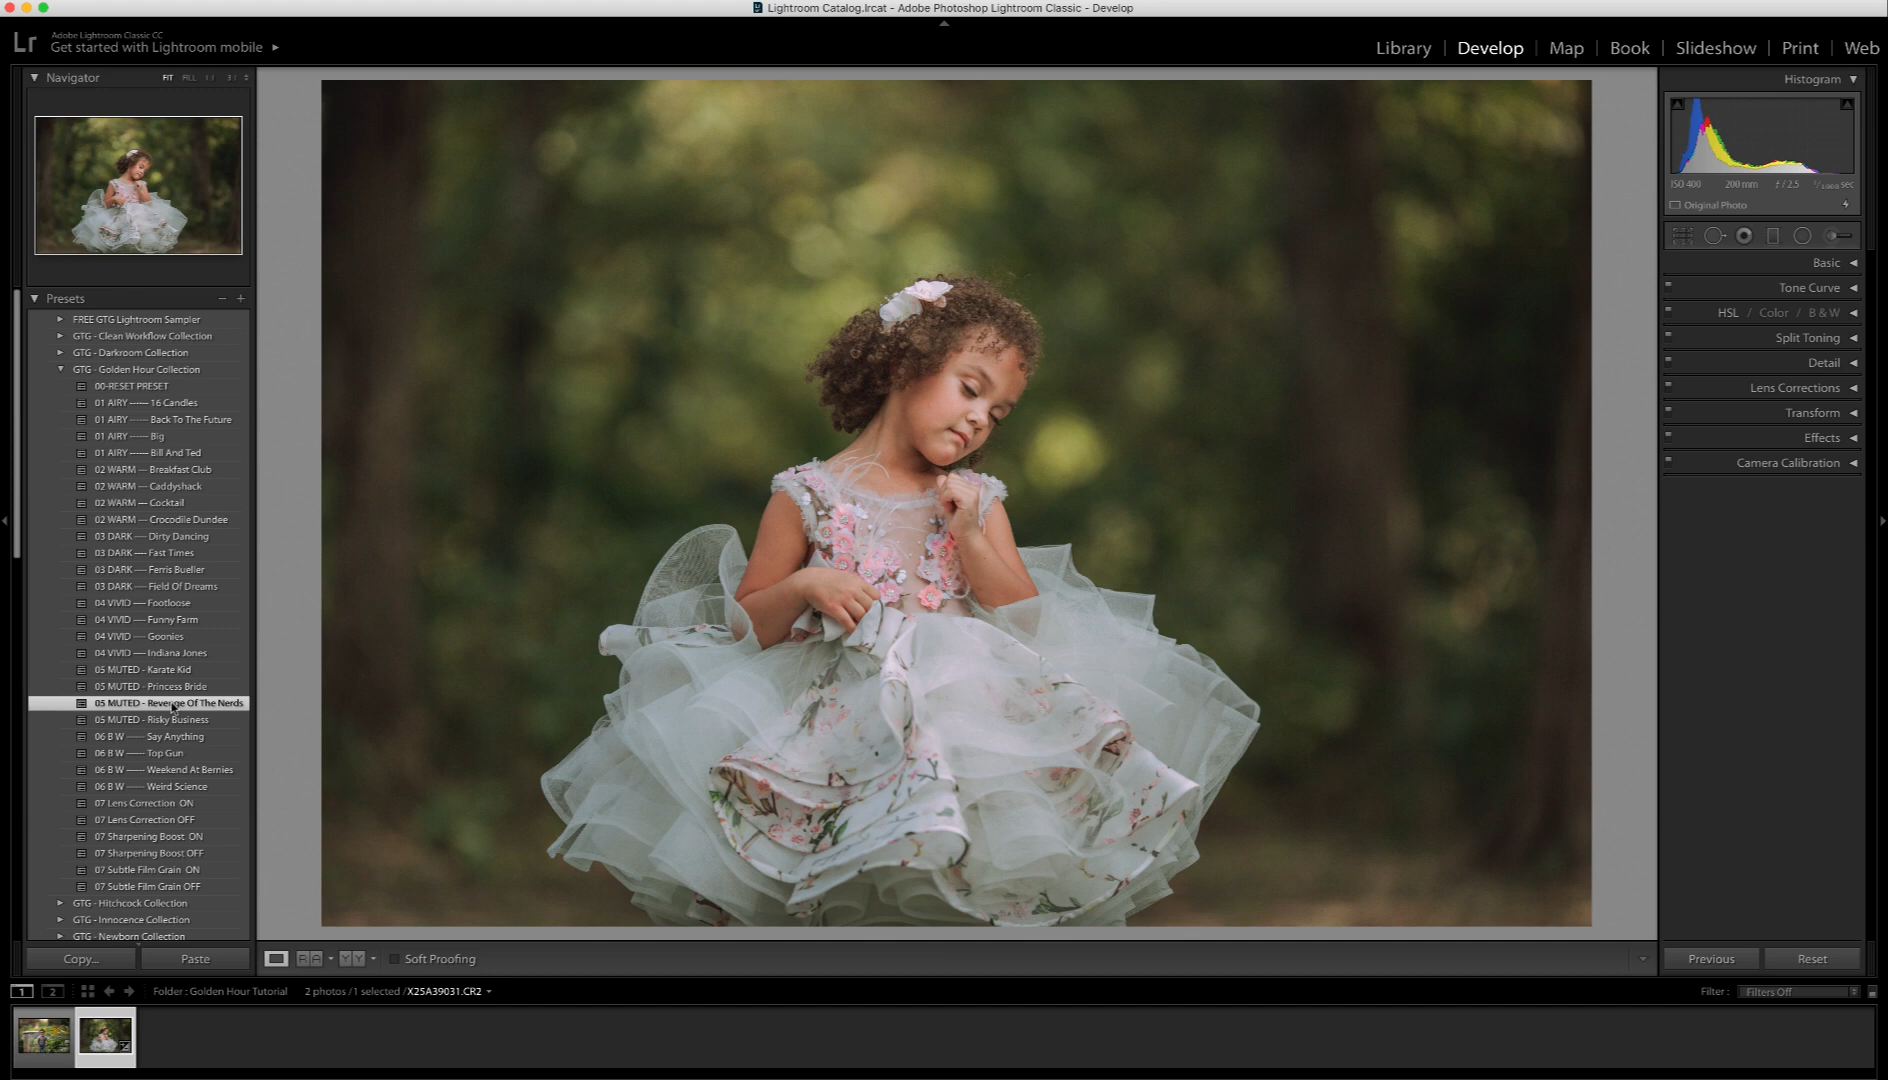 Lightroom Catalog.lrcat - Adobe Photoshop Lightroom Classic - Develop
Lr
Adobe Lightroom Classic CC
Get started with Lightroom mobile
Library | Develop | Map | Book | Slideshow | Print | Web
Navigator FIT FILL 1:1 3:1
Histogram
ISO 400 200 mm ƒ / 2.5 sec
Original Photo
Basic
Tone Curve
HSL / Color / B & W
Split Toning
Detail
Lens Corrections
Transform
Effects
Camera Calibration
Presets − +
FREE GTG Lightroom Sampler
GTG - Clean Workflow Collection
GTG - Darkroom Collection
GTG - Golden Hour Collection
00-RESET PRESET
01 AIRY ------ 16 Candles
01 AIRY ------ Back To The Future
01 AIRY ------ Big
01 AIRY ------ Bill And Ted
02 WARM --- Breakfast Club
02 WARM --- Caddyshack
02 WARM --- Cocktail
02 WARM --- Crocodile Dundee
03 DARK ---- Dirty Dancing
03 DARK ---- Fast Times
03 DARK ---- Ferris Bueller
03 DARK ---- Field Of Dreams
04 VIVID ---- Footloose
04 VIVID ---- Funny Farm
04 VIVID ---- Goonies
04 VIVID ---- Indiana Jones
05 MUTED - Karate Kid
05 MUTED - Princess Bride
05 MUTED - Revenge Of The Nerds
05 MUTED - Risky Business
06 B W ------ Say Anything
06 B W ------ Top Gun
06 B W ------ Weekend At Bernies
06 B W ------ Weird Science
07 Lens Correction ON
07 Lens Correction OFF
07 Sharpening Boost ON
07 Sharpening Boost OFF
07 Subtle Film Grain ON
07 Subtle Film Grain OFF
GTG - Hitchcock Collection
GTG - Innocence Collection
GTG - Newborn Collection
Copy... Paste
R A Y Y Soft Proofing
Previous Reset
1 2 Folder : Golden Hour Tutorial 2 photos / 1 selected / X25A39031.CR2
Filter : Filters Off